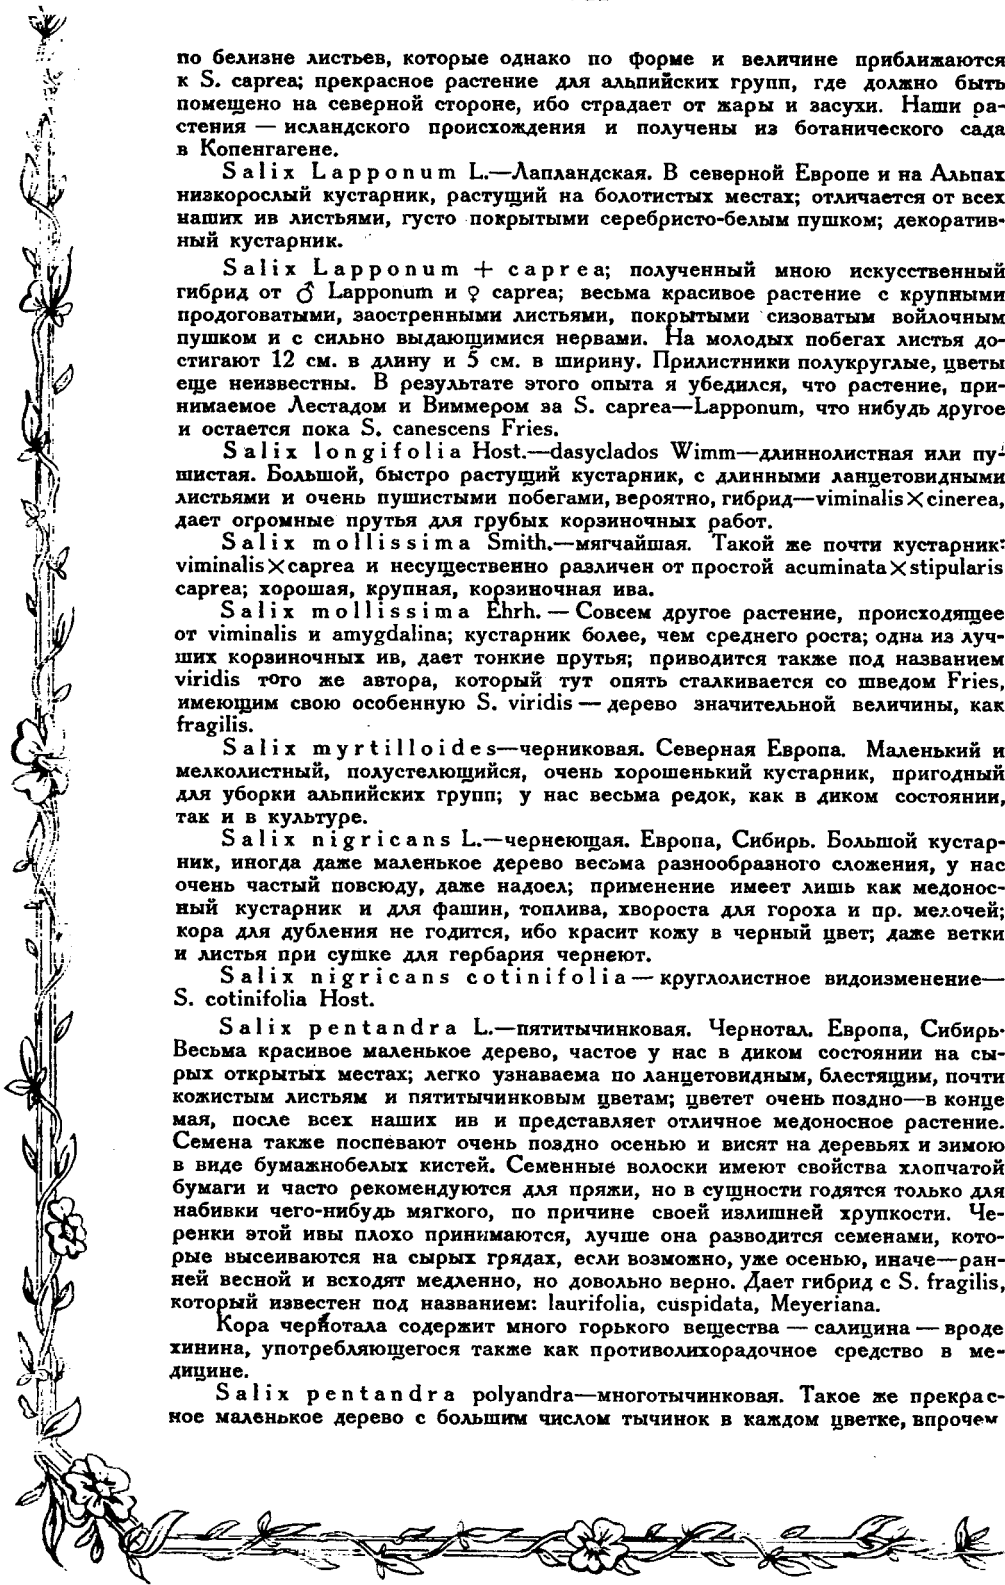 по белизне листьев, которые однако по форме и величине приближаются
к S. caprea; прекрасное растение для альпийских групп, где должно быть
помещено на северной стороне, ибо страдает от жары и засухи. Наши ра-
стения — исландского происхождения и получены из ботанического сада
в Копенгагене.
Salix Lapponum L.—Лапландская. В северной Европе и на Альпах
низкорослый кустарник, растущий на болотистых местах; отличается от всех
наших ив листьями, густо покрытыми серебристо-белым пушком; декоратив-
ный кустарник.
Salix Lapponum + caprea; полученный мною искусственный
гибрид от ♂ Lapponum и ♀ caprea; весьма красивое растение с крупными
продоговатыми, заостренными листьями, покрытыми сизоватым войлочным
пушком и с сильно выдающимися нервами. На молодых побегах листья до-
стигают 12 см. в длину и 5 см. в ширину. Прилистники полукруглые, цветы
еще неизвестны. В результате этого опыта я убедился, что растение, при-
нимаемое Лестадом и Виммером за S. caprea—Lapponum, что нибудь другое
и остается пока S. canescens Fries.
Salix longifolia Host.—dasyclados Wimm—длиннолистная или пу-
шистая. Большой, быстро растущий кустарник, с длинными ланцетовидными
листьями и очень пушистыми побегами, вероятно, гибрид—viminalis×cinerea,
дает огромные прутья для грубых корзиночных работ.
Salix mollissima Smith.—мягчайшая. Такой же почти кустарник:
viminalis×caprea и несущественно различен от простой acuminata×stipularis
caprea; хорошая, крупная, корзиночная ива.
Salix mollissima Ehrh. — Совсем другое растение, происходящее
от viminalis и amygdalina; кустарник более, чем среднего роста; одна из луч-
ших корзиночных ив, дает тонкие прутья; приводится также под названием
viridis того же автора, который тут опять сталкивается со шведом Fries,
имеющим свою особенную S. viridis — дерево значительной величины, как
fragilis.
Salix myrtilloides—черниковая. Северная Европа. Маленький и
мелколистный, полустелющийся, очень хорошенький кустарник, пригодный
для уборки альпийских групп; у нас весьма редок, как в диком состоянии,
так и в культуре.
Salix nigricans L.—чернеющая. Европа, Сибирь. Большой кустар-
ник, иногда даже маленькое дерево весьма разнообразного сложения, у нас
очень частый повсюду, даже надоел; применение имеет лишь как медонос-
ный кустарник и для фашин, топлива, хвороста для гороха и пр. мелочей;
кора для дубления не годится, ибо красит кожу в черный цвет; даже ветки
и листья при сушке для гербария чернеют.
Salix nigricans cotinifolia — круглолистное видоизменение—
S. cotinifolia Host.
Salix pentandra L.—пятитычинковая. Чернотал. Европа, Сибирь.
Весьма красивое маленькое дерево, частое у нас в диком состоянии на сы-
рых открытых местах; легко узнаваема по ланцетовидным, блестящим, почти
кожистым листьям и пятитычинковым цветам; цветет очень поздно—в конце
мая, после всех наших ив и представляет отличное медоносное растение.
Семена также поспевают очень поздно осенью и висят на деревьях и зимою
в виде бумажнобелых кистей. Семенные волоски имеют свойства хлопчатой
бумаги и часто рекомендуются для пряжи, но в сущности годятся только для
набивки чего-нибудь мягкого, по причине своей излишней хрупкости. Че-
ренки этой ивы плохо принимаются, лучше она разводится семенами, кото-
рые высеиваются на сырых грядах, если возможно, уже осенью, иначе—ран-
ней весной и всходят медленно, но довольно верно. Дает гибрид с S. fragilis,
который известен под названием: laurifolia, cuspidata, Meyeriana.
Кора чернотала содержит много горького вещества — салицина — вроде
хинина, употребляющегося также как противолихорадочное средство в ме-
дицине.
Salix pentandra polyandra—многотычинковая. Такое же прекрас-
ное маленькое дерево с большим числом тычинок в каждом цветке, впрочем